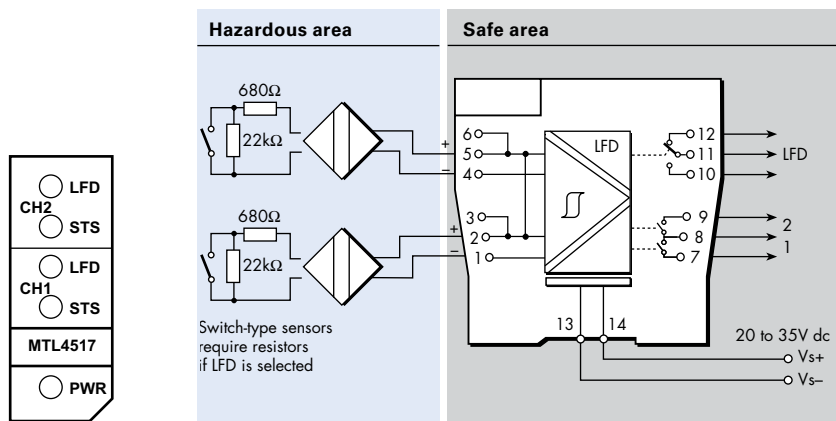 Hazardous area
Safe area
680Ω
22kΩ
680Ω
22kΩ
Switch-type sensors
require resistors
if LFD is selected
+
–
+
–
6
5
4
3
2
1
LFD
12
11
10
LFD
9
8
7
2
1
13
14
20 to 35V dc
Vs+
Vs–
LFD
CH2
STS
LFD
CH1
STS
MTL4517
PWR